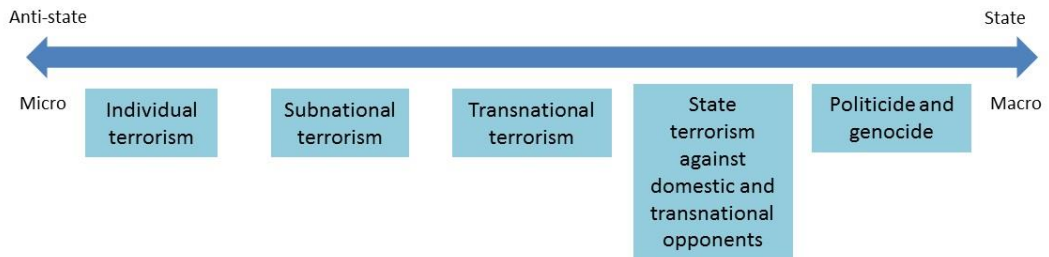 Anti-state
State
Micro
Individual
terrorism
Subnational
terrorism
Transnational
terrorism
State
terrorism
against
domestic and
transnational
opponents
Politicide and
genocide
Macro